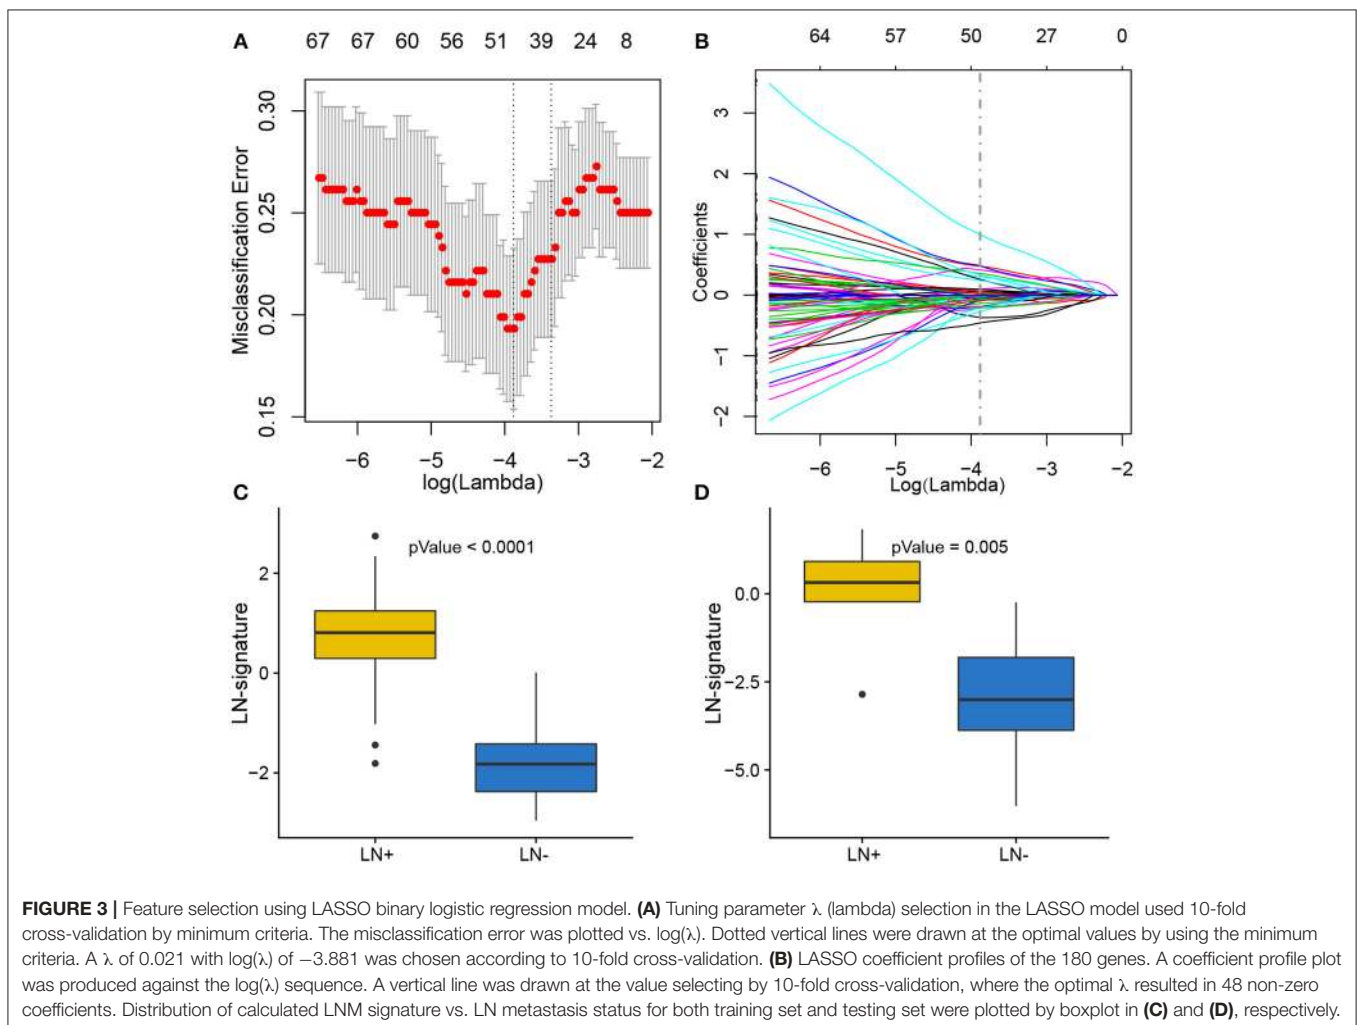 A
67 67 60 56 51 39 24 8
Misclassification Error
0.30
0.25
0.20
0.15
−6 −5 −4 −3 −2
log(Lambda)
B
64 57 50 27 0
Coefficients
3
2
1
0
−1
−2
−6 −5 −4 −3 −2
Log(Lambda)
C
pValue < 0.0001
LN-signature
2
0
−2
LN+ LN-
D
pValue = 0.005
LN-signature
0.0
−2.5
−5.0
LN+ LN-
FIGURE 3 | Feature selection using LASSO binary logistic regression model. (A) Tuning parameter λ (lambda) selection in the LASSO model used 10-fold
cross-validation by minimum criteria. The misclassification error was plotted vs. log(λ). Dotted vertical lines were drawn at the optimal values by using the minimum
criteria. A λ of 0.021 with log(λ) of −3.881 was chosen according to 10-fold cross-validation. (B) LASSO coefficient profiles of the 180 genes. A coefficient profile plot
was produced against the log(λ) sequence. A vertical line was drawn at the value selecting by 10-fold cross-validation, where the optimal λ resulted in 48 non-zero
coefficients. Distribution of calculated LNM signature vs. LN metastasis status for both training set and testing set were plotted by boxplot in (C) and (D), respectively.